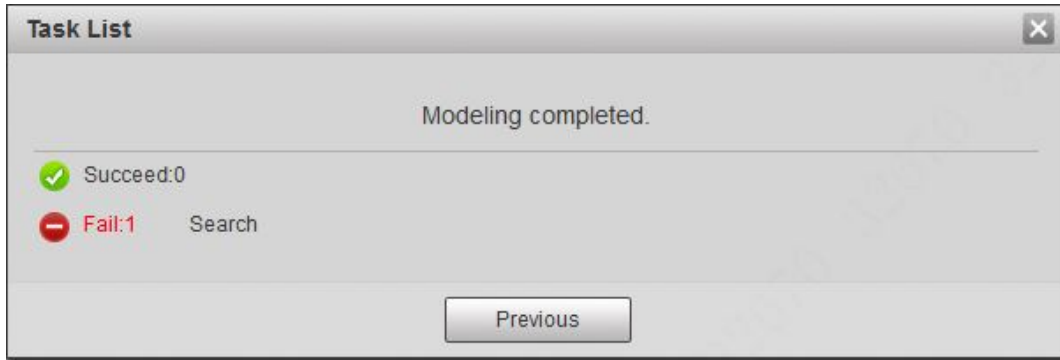 Task List
Modeling completed.
Succeed:0
Fail:1 Search
Previous